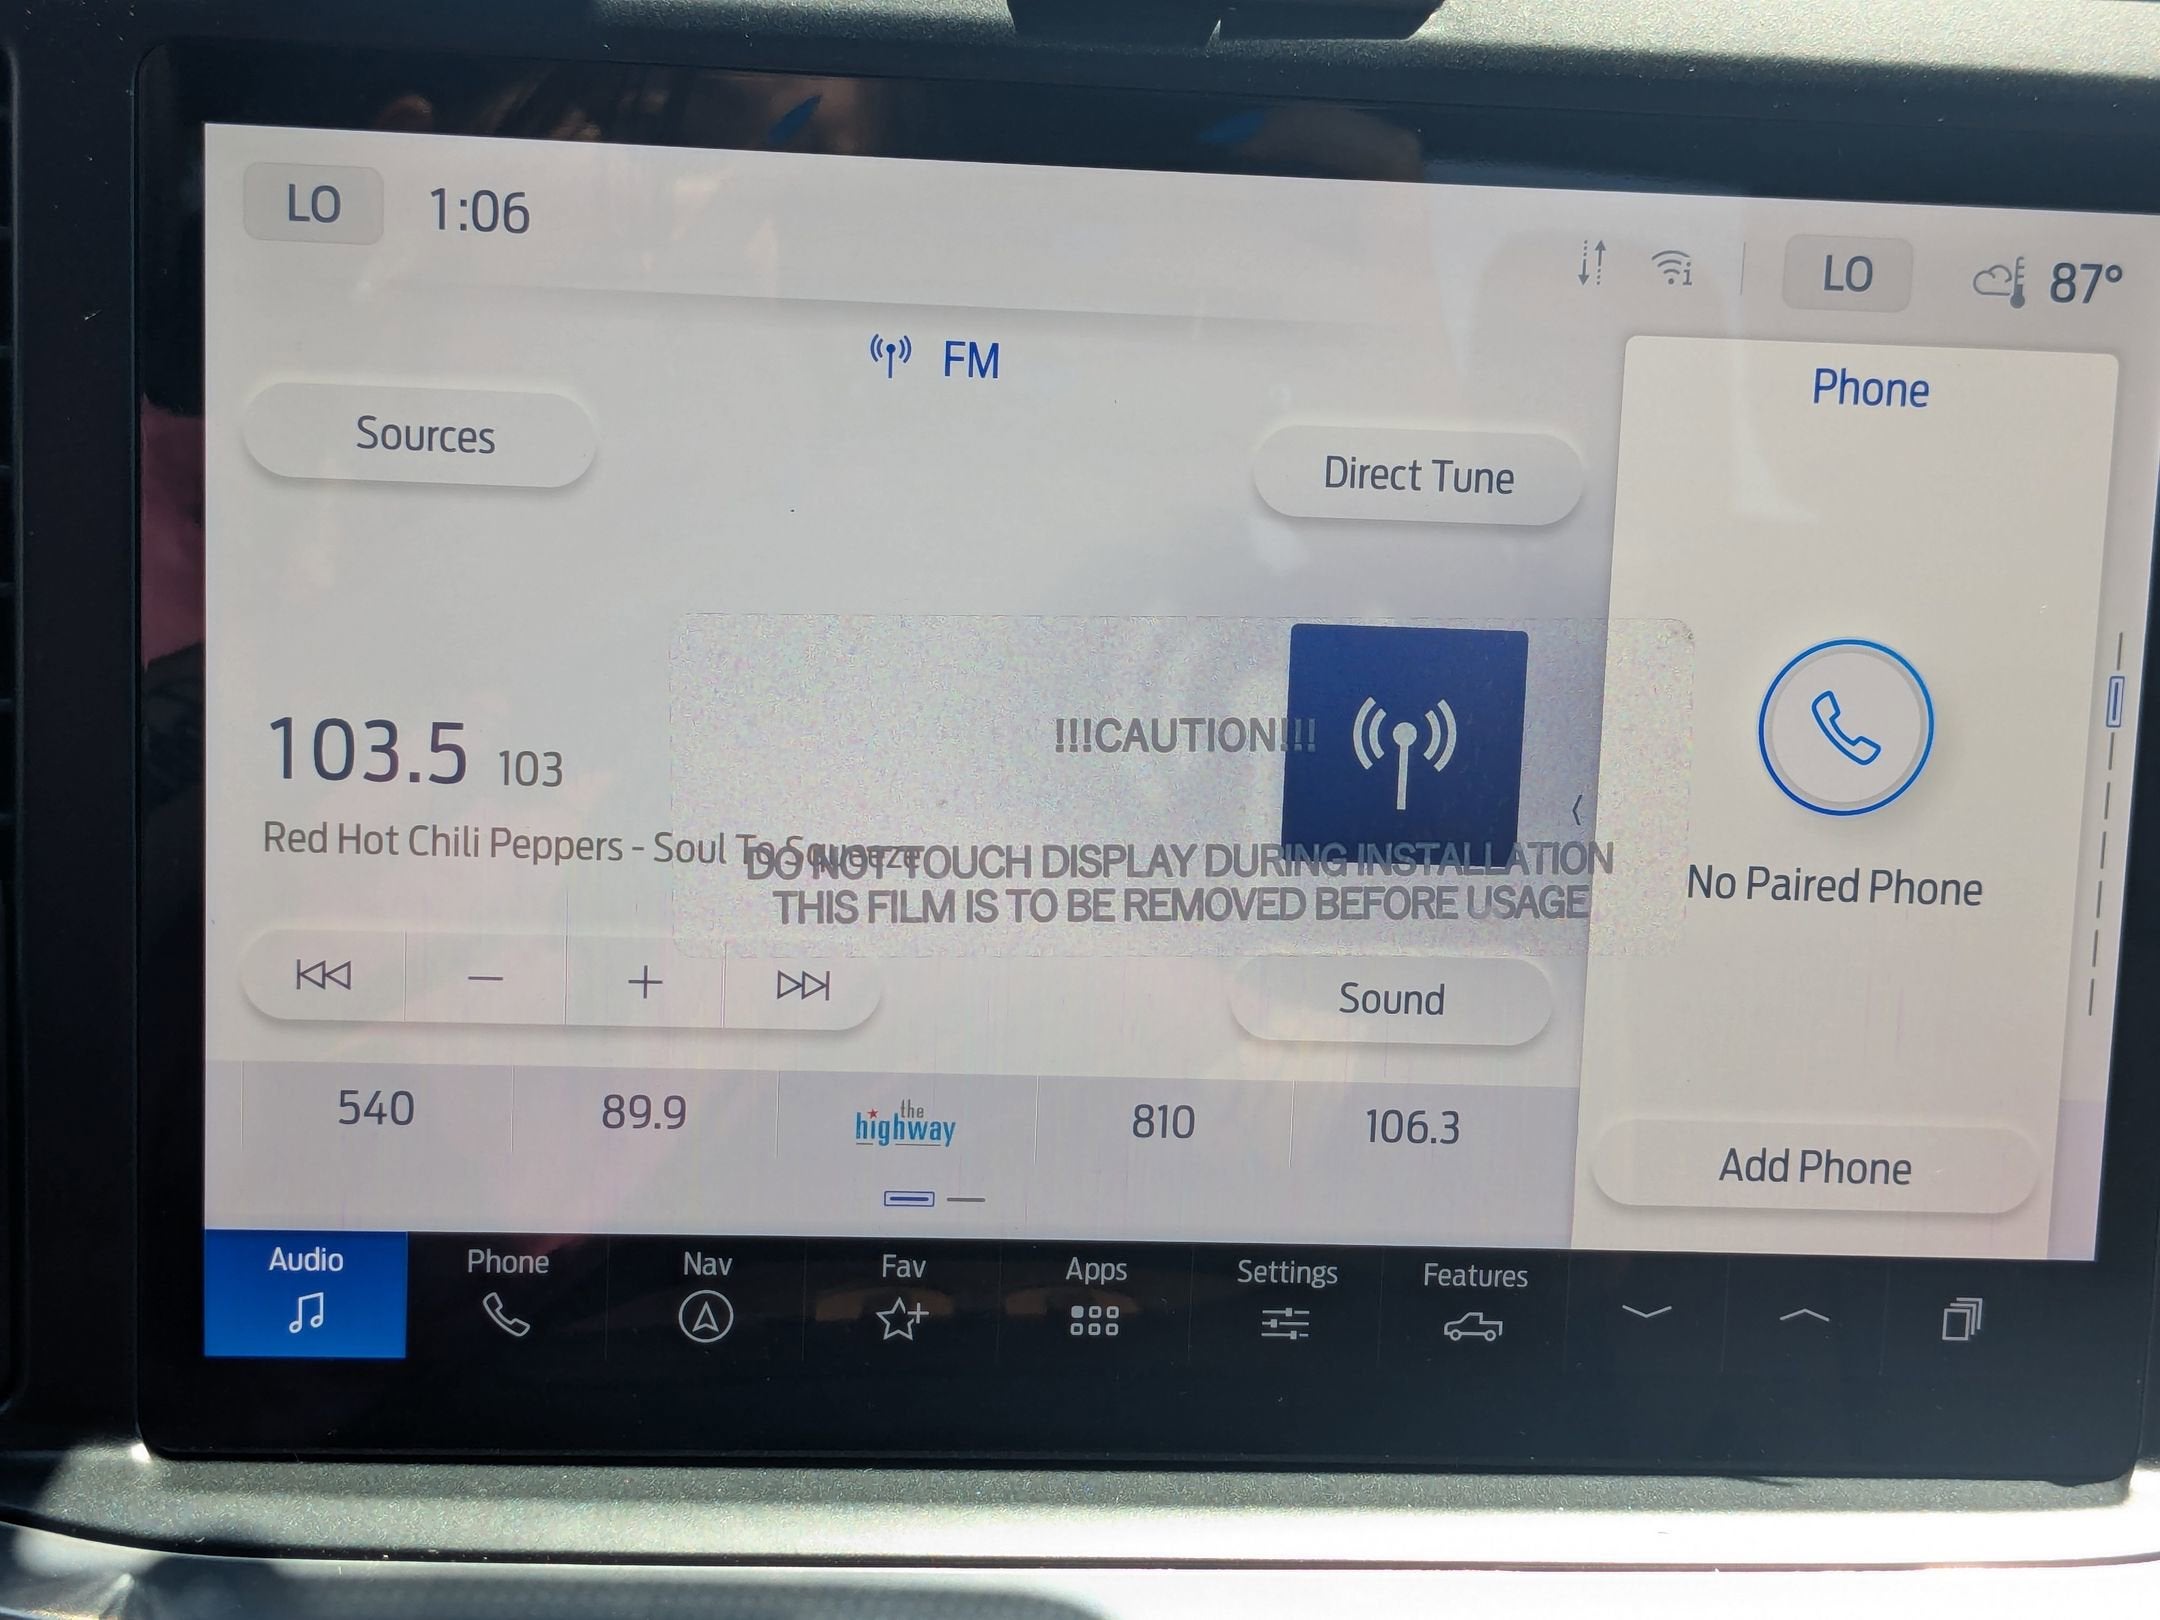 LO 1:06
LO 87°
FM
Phone
Sources
Direct Tune
103.5 103
!!!CAUTION!!!
Red Hot Chili Peppers - Soul To Squeeze
DO NOT TOUCH DISPLAY DURING INSTALLATION
THIS FILM IS TO BE REMOVED BEFORE USAGE
No Paired Phone
Sound
540 89.9 the highway 810 106.3
Add Phone
Audio Phone Nav Fav Apps Settings Features